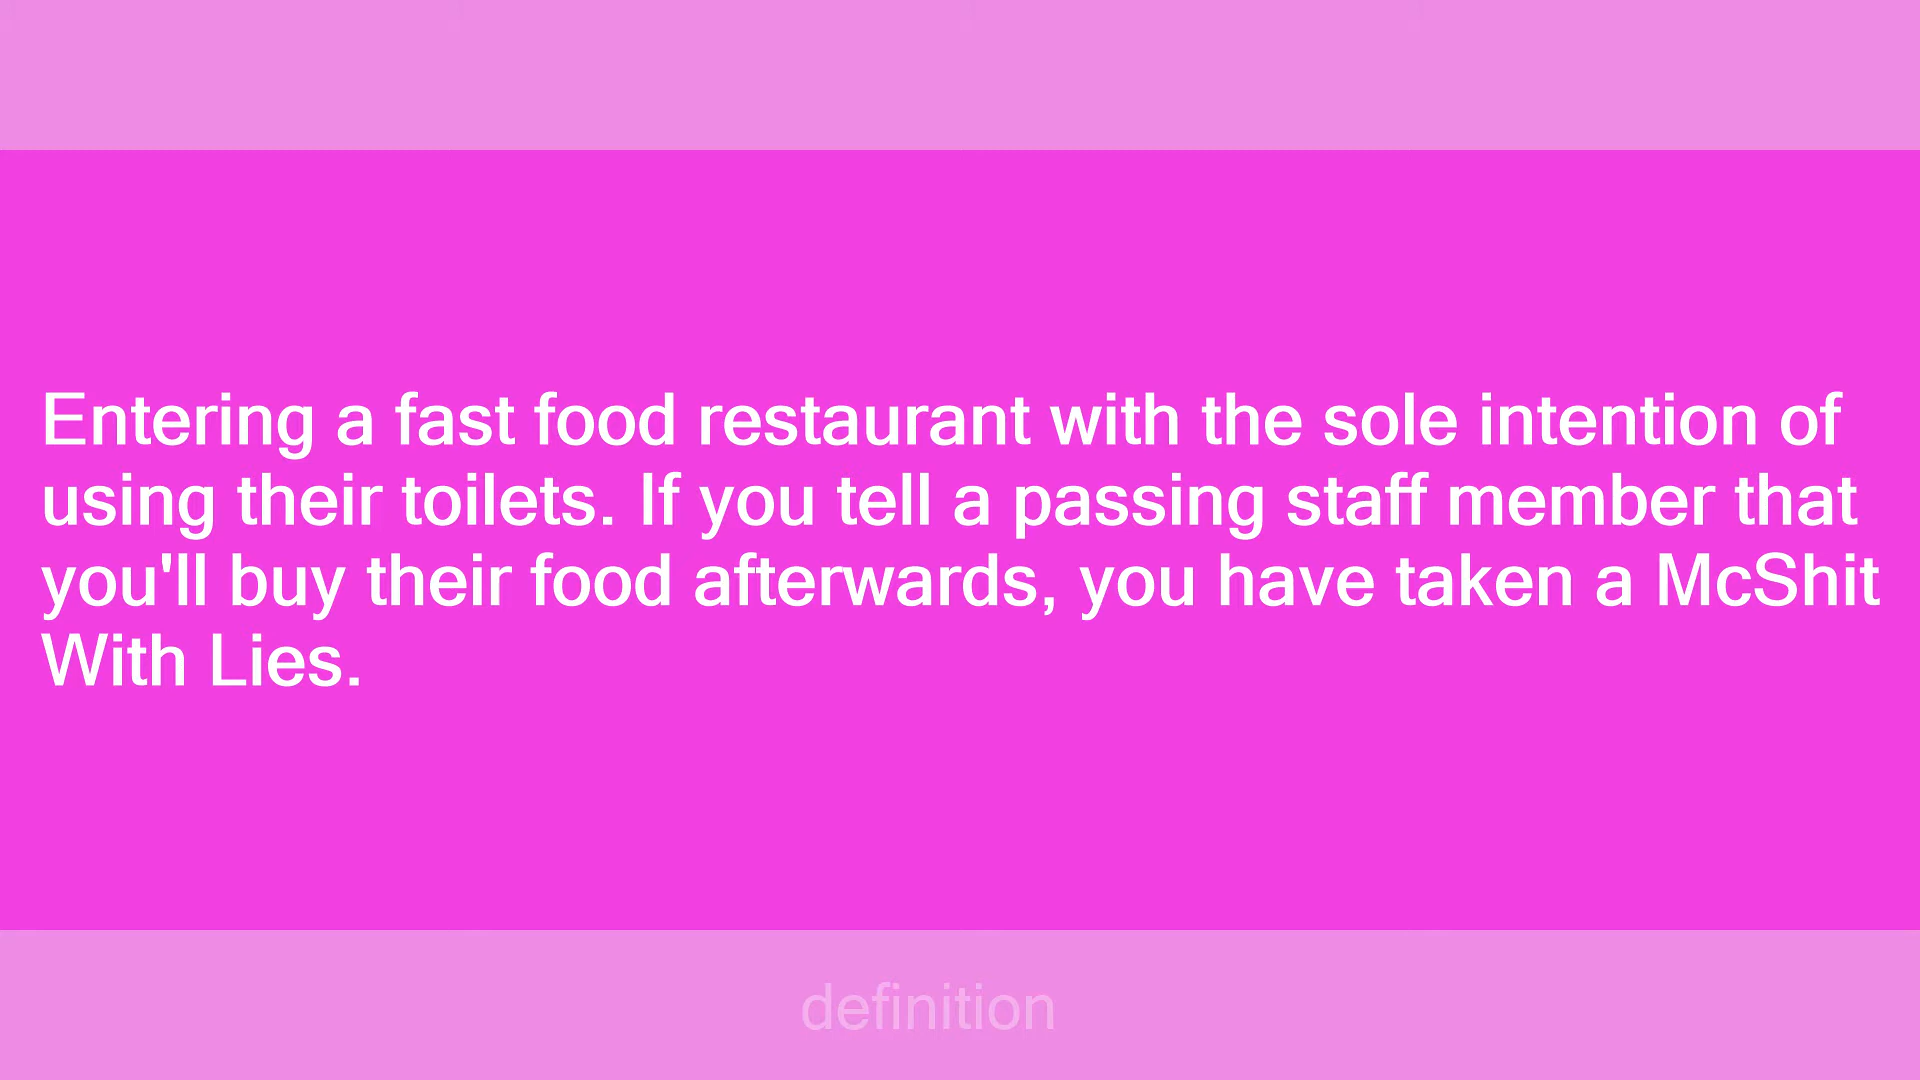 Entering a fast food restaurant with the sole intention of
using their toilets. If you tell a passing staff member that
you'll buy their food afterwards, you have taken a McShit
With Lies.
definition